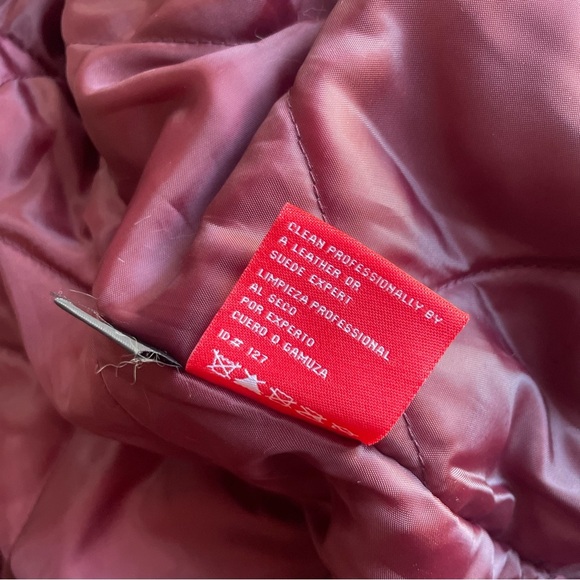 CLEAN PROFESSIONALLY BY
A LEATHER OR
SUEDE EXPERT
LIMPIEZA PROFESSIONAL
AL SECO
POR EXPERTO
CUERO O GAMUZA
ID# 127